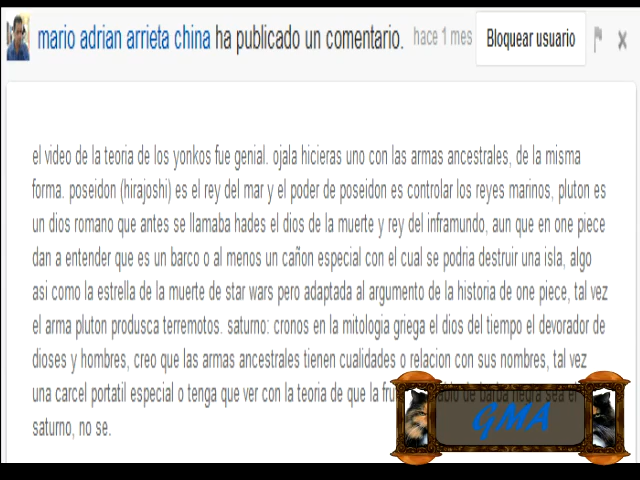 mario adrian arrieta china ha publicado un comentario. hace 1 mes Bloquear usuario
el video de la teoria de los yonkos fue genial. ojala hicieras uno con las armas ancestrales, de la misma
forma. poseidon (hirajoshi) es el rey del mar y el poder de poseidon es controlar los reyes marinos, pluton es
un dios romano que antes se llamaba hades el dios de la muerte y rey del inframundo, aun que en one piece
dan a entender que es un barco o al menos un cañon especial con el cual se podria destruir una isla, algo
asi como la estrella de la muerte de star wars pero adaptada al argumento de la historia de one piece, tal vez
el arma pluton produsca terremotos. saturno: cronos en la mitologia griega el dios del tiempo el devorador de
dioses y hombres, creo que las armas ancestrales tienen cualidades o relacion con sus nombres, tal vez
una carcel portatil especial o tenga que ver con la teoria de que la de barba negra sea el
saturno, no se.
GMA